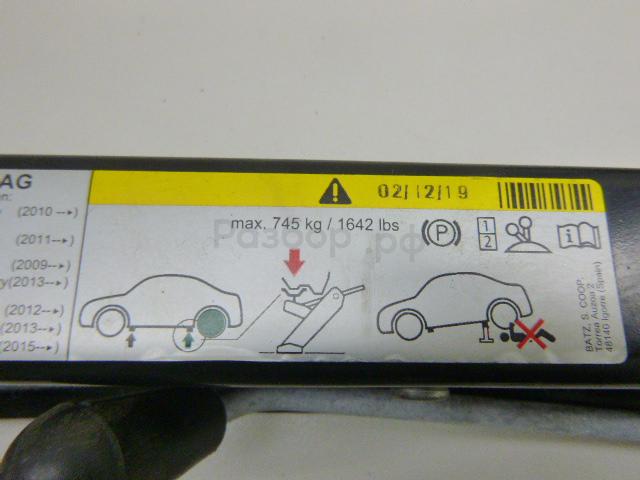 AG
en:
(2010-->)
(2011-->)
(2009-->)
y(2013-->)
(2012-->)
(2013-->)
(2015-->)
02/12/19
max. 745 kg / 1642 lbs
P
1
2
i
Разбор.рф
BATZ, S. COOP.
Torrea Auzoa 2
48140 Igorre (Spain)